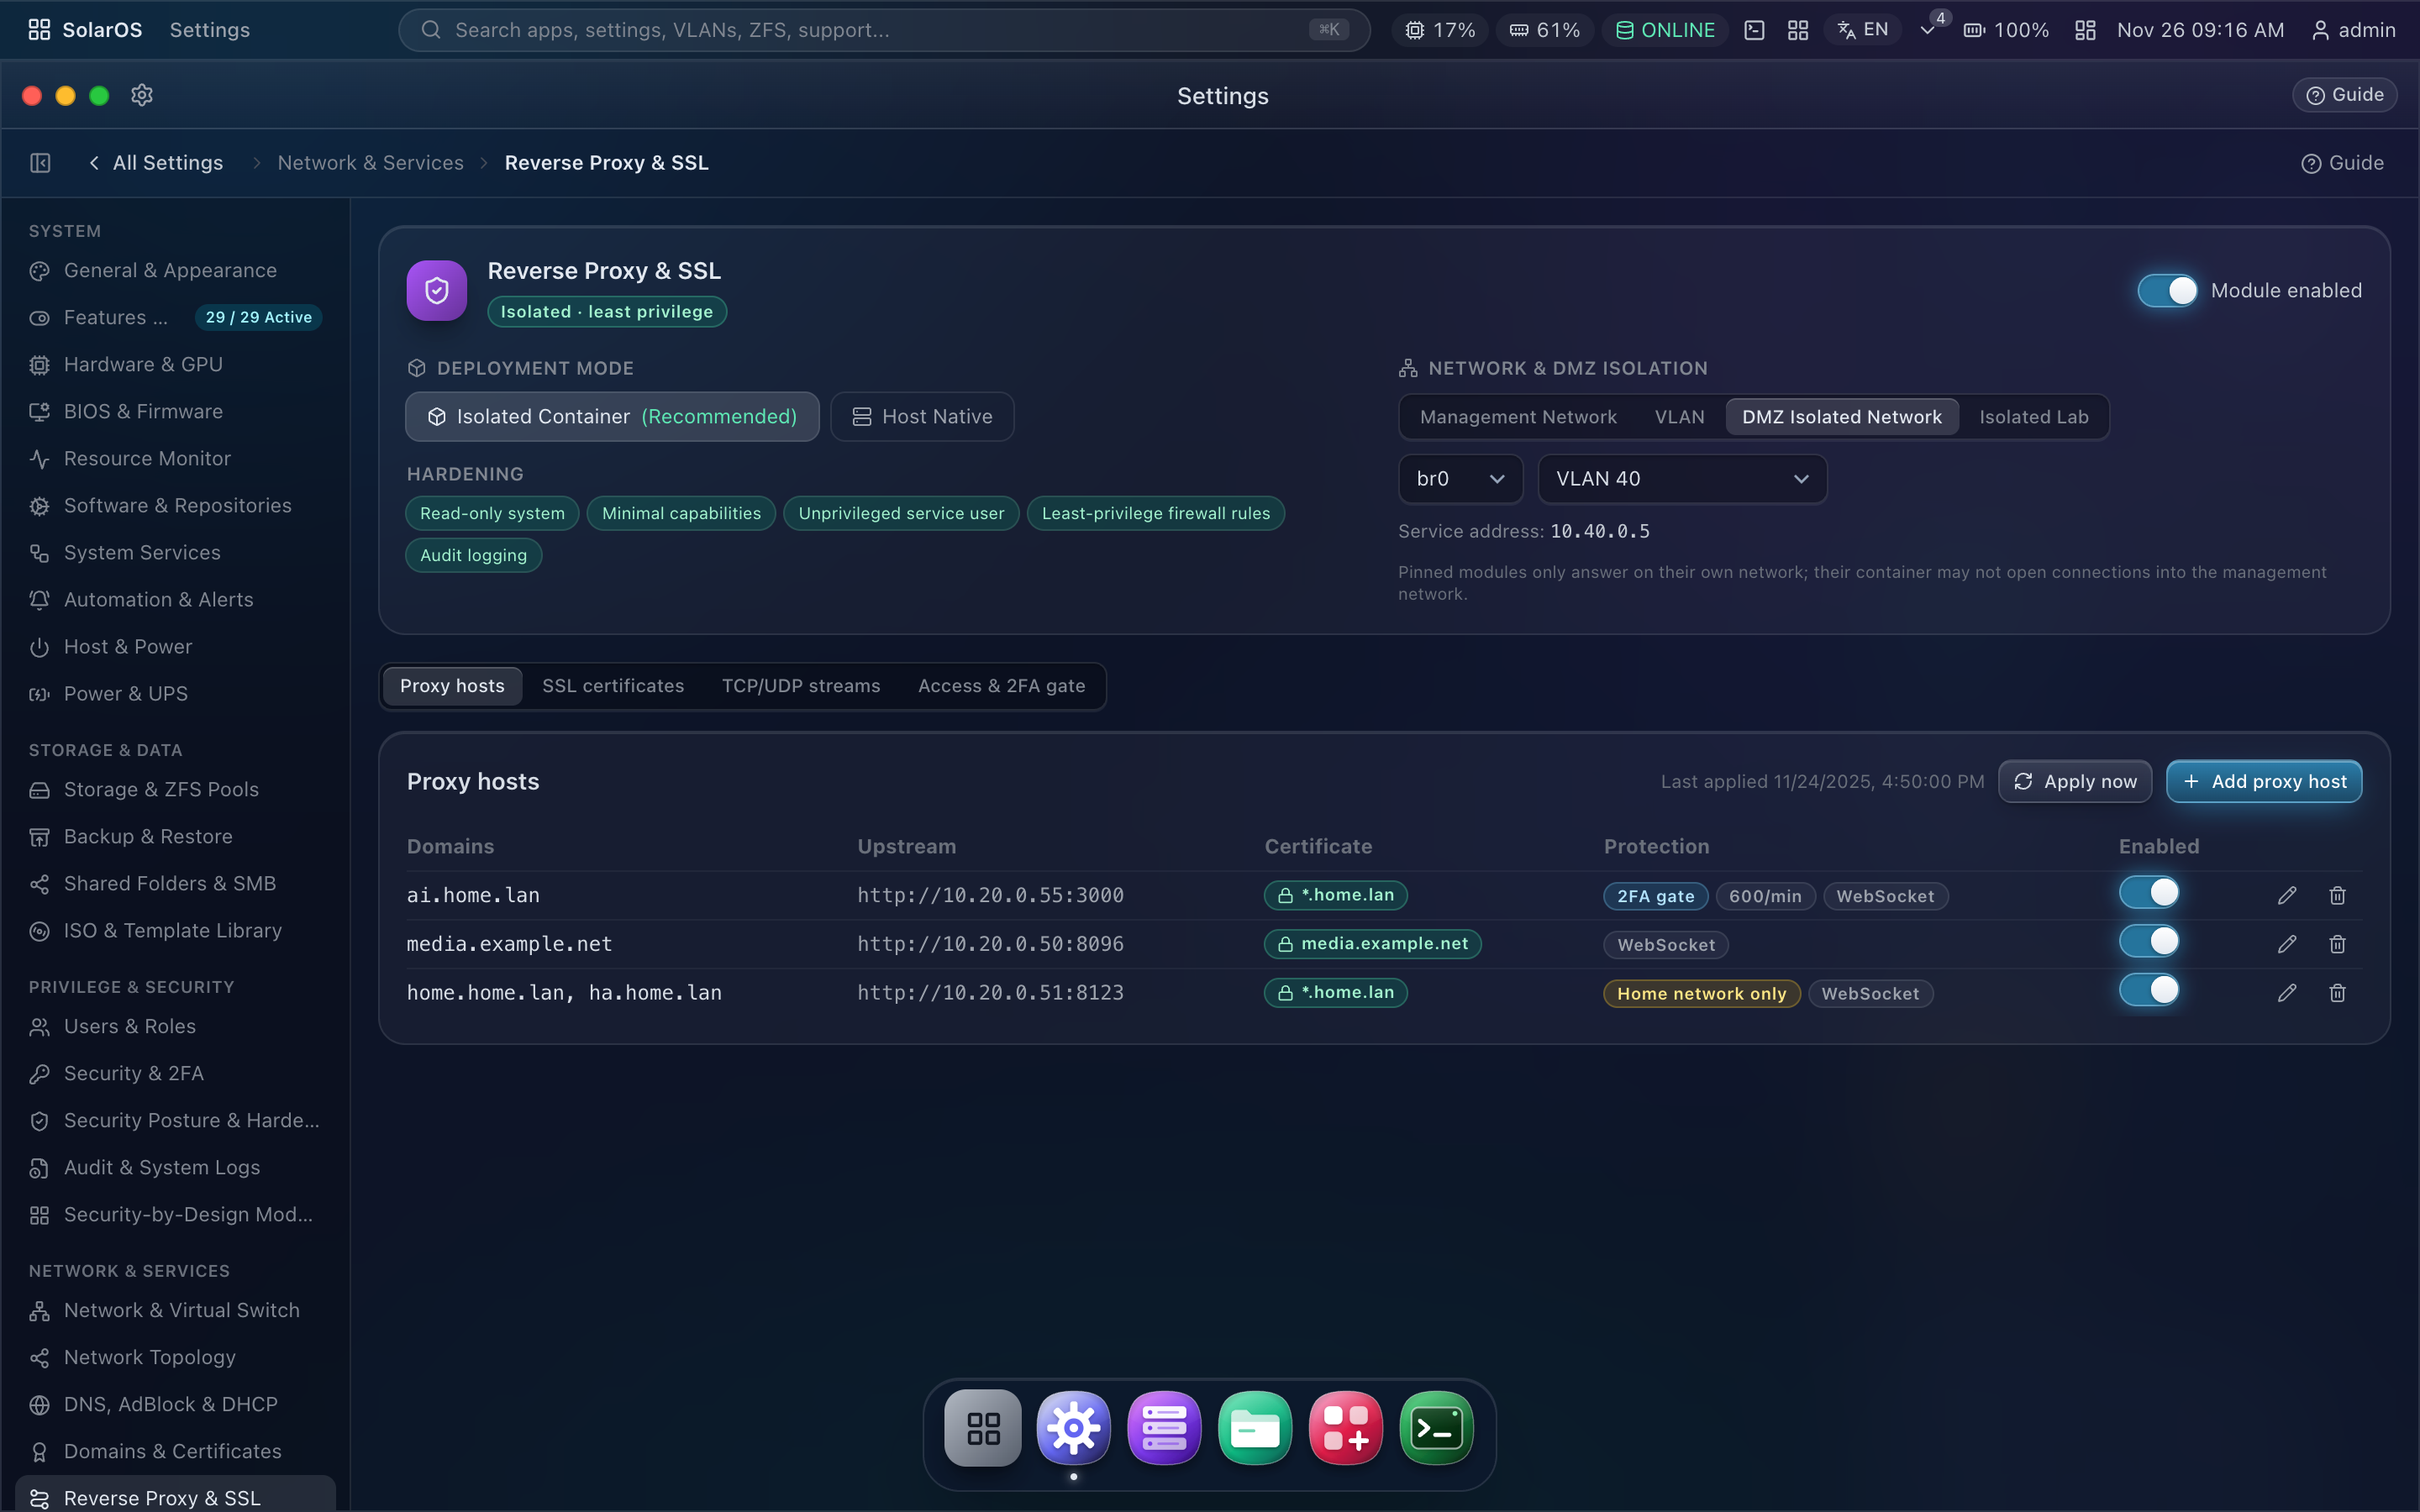 SolarOS Settings Search apps, settings, VLANs, ZFS, support... ⌘K 17% 61% ONLINE EN 4 100% Nov 26 09:16 AM admin
Settings Guide
All Settings Network & Services Reverse Proxy & SSL Guide
SYSTEM
General & Appearance
Features ... 29 / 29 Active
Hardware & GPU
BIOS & Firmware
Resource Monitor
Software & Repositories
System Services
Automation & Alerts
Host & Power
Power & UPS
STORAGE & DATA
Storage & ZFS Pools
Backup & Restore
Shared Folders & SMB
ISO & Template Library
PRIVILEGE & SECURITY
Users & Roles
Security & 2FA
Security Posture & Harde...
Audit & System Logs
Security-by-Design Mod...
NETWORK & SERVICES
Network & Virtual Switch
Network Topology
DNS, AdBlock & DHCP
Domains & Certificates
Reverse Proxy & SSL
Reverse Proxy & SSL
Isolated · least privilege
Module enabled
DEPLOYMENT MODE
Isolated Container (Recommended) Host Native
HARDENING
Read-only system Minimal capabilities Unprivileged service user Least-privilege firewall rules
Audit logging
NETWORK & DMZ ISOLATION
Management Network VLAN DMZ Isolated Network Isolated Lab
br0 VLAN 40
Service address: 10.40.0.5
Pinned modules only answer on their own network; their container may not open connections into the management
network.
Proxy hosts SSL certificates TCP/UDP streams Access & 2FA gate
Proxy hosts Last applied 11/24/2025, 4:50:00 PM Apply now Add proxy host
Domains Upstream Certificate Protection Enabled
ai.home.lan http://10.20.0.55:3000 *.home.lan 2FA gate 600/min WebSocket
media.example.net http://10.20.0.50:8096 media.example.net WebSocket
home.home.lan, ha.home.lan http://10.20.0.51:8123 *.home.lan Home network only WebSocket